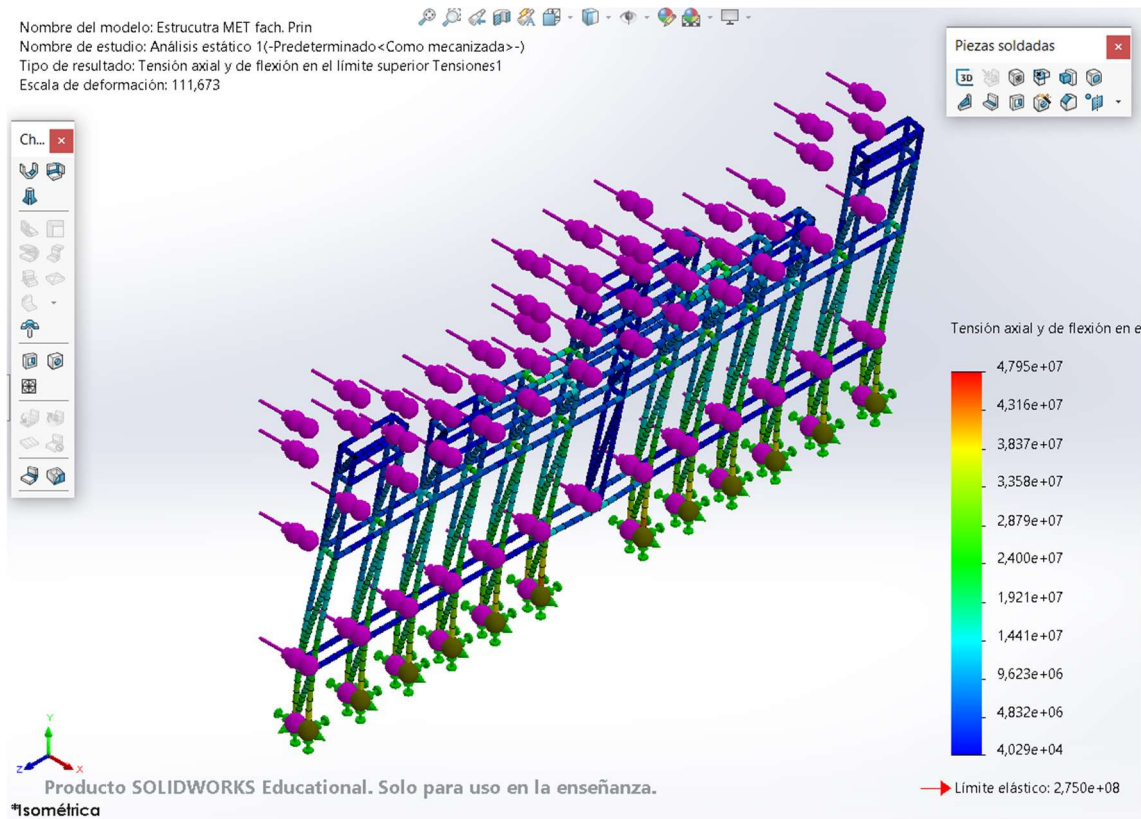 Nombre del modelo: Estrucutra MET fach. Prin
Nombre de estudio: Análisis estático 1(-Predeterminado<Como mecanizada>-)
Tipo de resultado: Tensión axial y de flexión en el límite superior Tensiones1
Escala de deformación: 111,673
Piezas soldadas
3D
Ch...
Tensión axial y de flexión en e
4,795e+07
4,316e+07
3,837e+07
3,358e+07
2,879e+07
2,400e+07
1,921e+07
1,441e+07
9,623e+06
4,832e+06
4,029e+04
Límite elástico: 2,750e+08
Y
Z
X
Producto SOLIDWORKS Educational. Solo para uso en la enseñanza.
*Isométrica